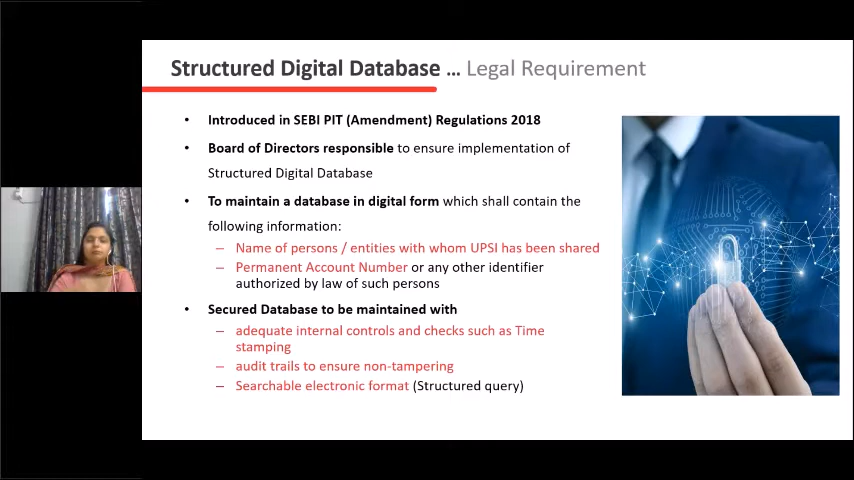 Structured Digital Database ... Legal Requirement
• Introduced in SEBI PIT (Amendment) Regulations 2018
• Board of Directors responsible to ensure implementation of
Structured Digital Database
• To maintain a database in digital form which shall contain the
following information:
– Name of persons / entities with whom UPSI has been shared
– Permanent Account Number or any other identifier
authorized by law of such persons
• Secured Database to be maintained with
– adequate internal controls and checks such as Time
stamping
– audit trails to ensure non-tampering
– Searchable electronic format (Structured query)